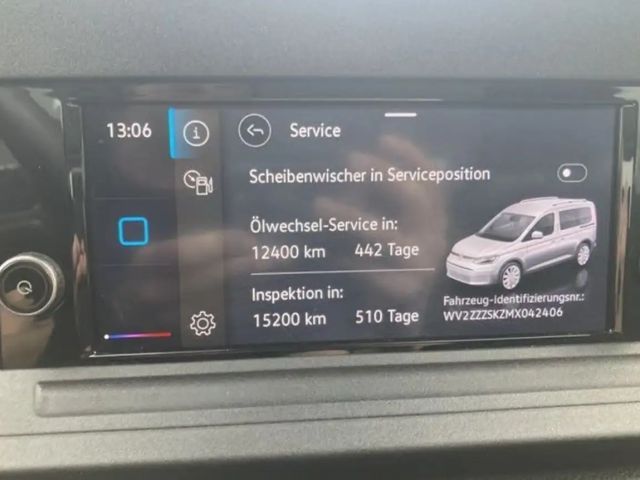 13:06
Service
Scheibenwischer in Serviceposition
Ölwechsel-Service in:
12400 km 442 Tage
Inspektion in:
15200 km 510 Tage
Fahrzeug-Identifizierungsnr.:
WV2ZZZSKZMX042406